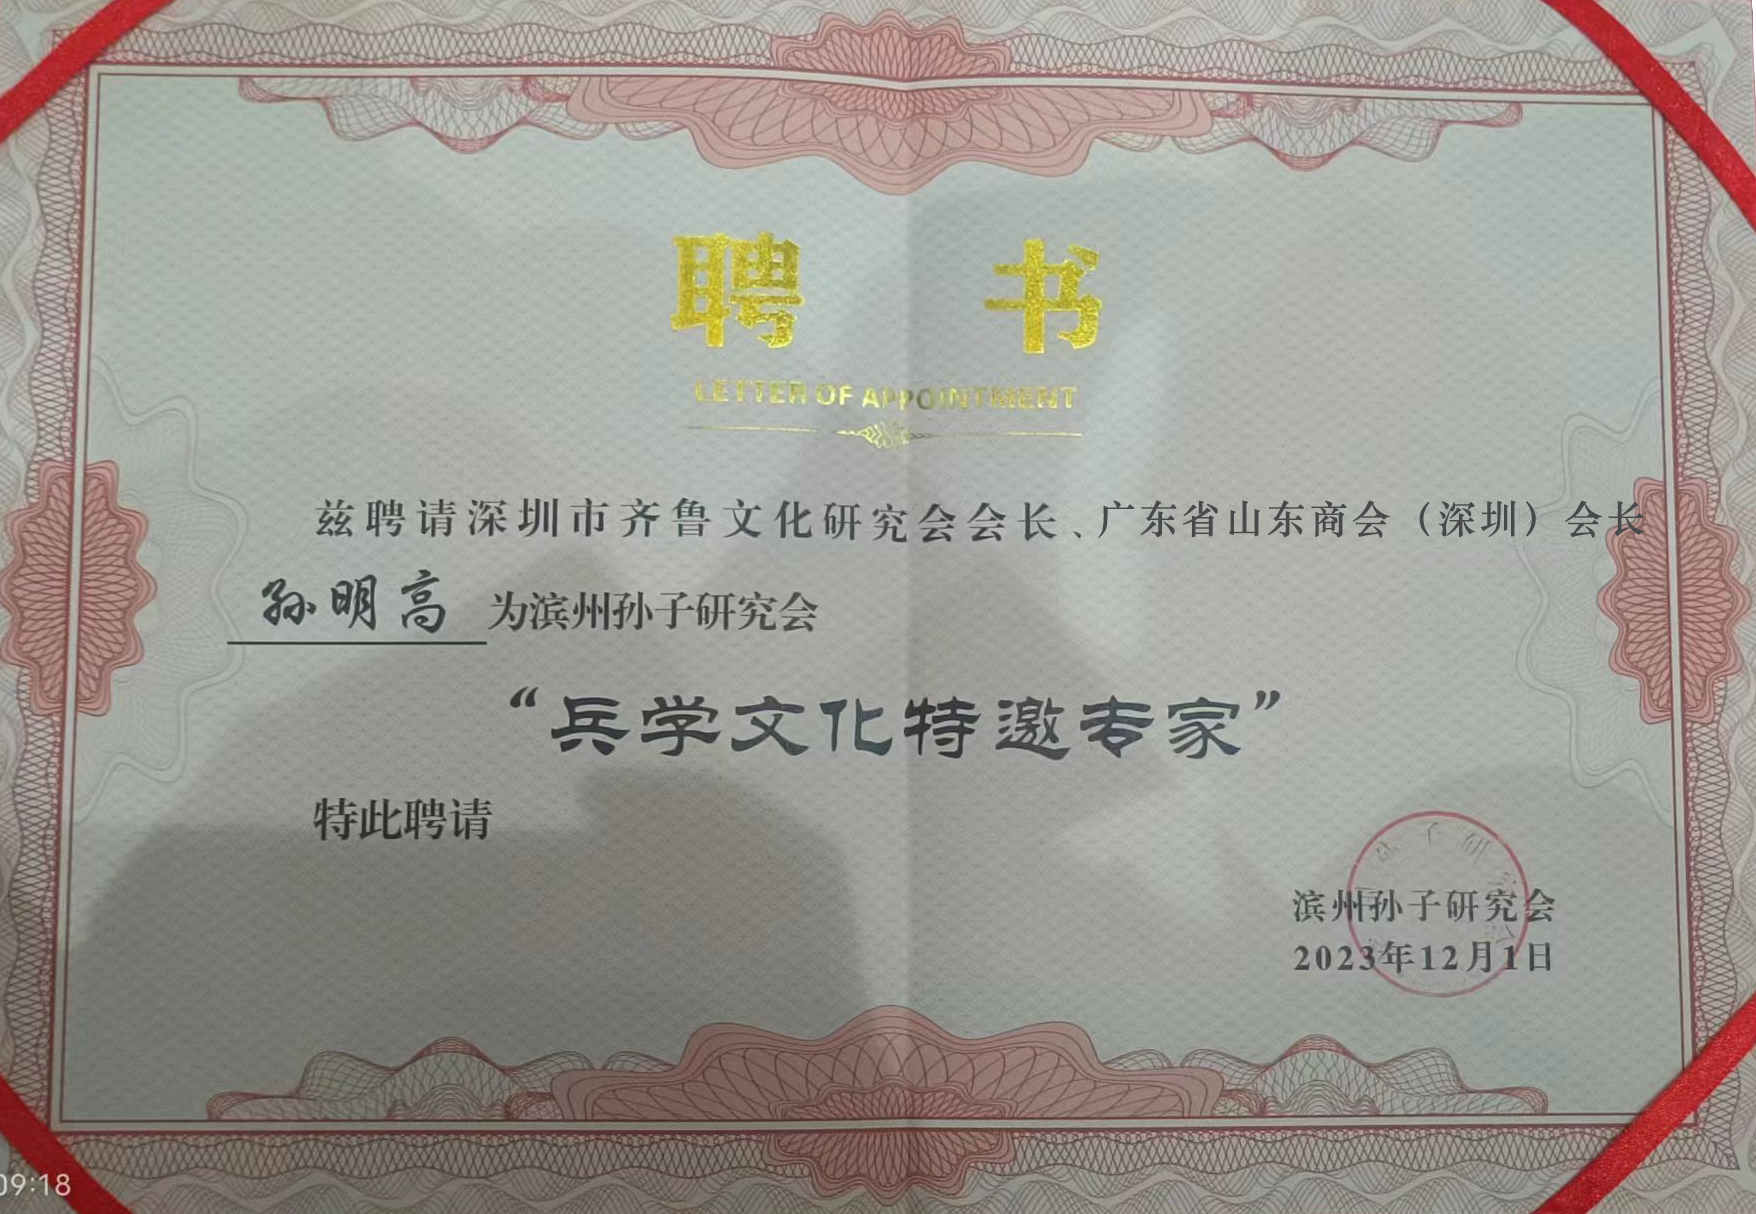 聘 书
LETTER OF APPOINTMENT
兹聘请深圳市齐鲁文化研究会会长、广东省山东商会（深圳）会长
孙明高 为滨州孙子研究会
“兵学文化特邀专家”
特此聘请
滨州孙子研究会
2023年12月1日
09:18